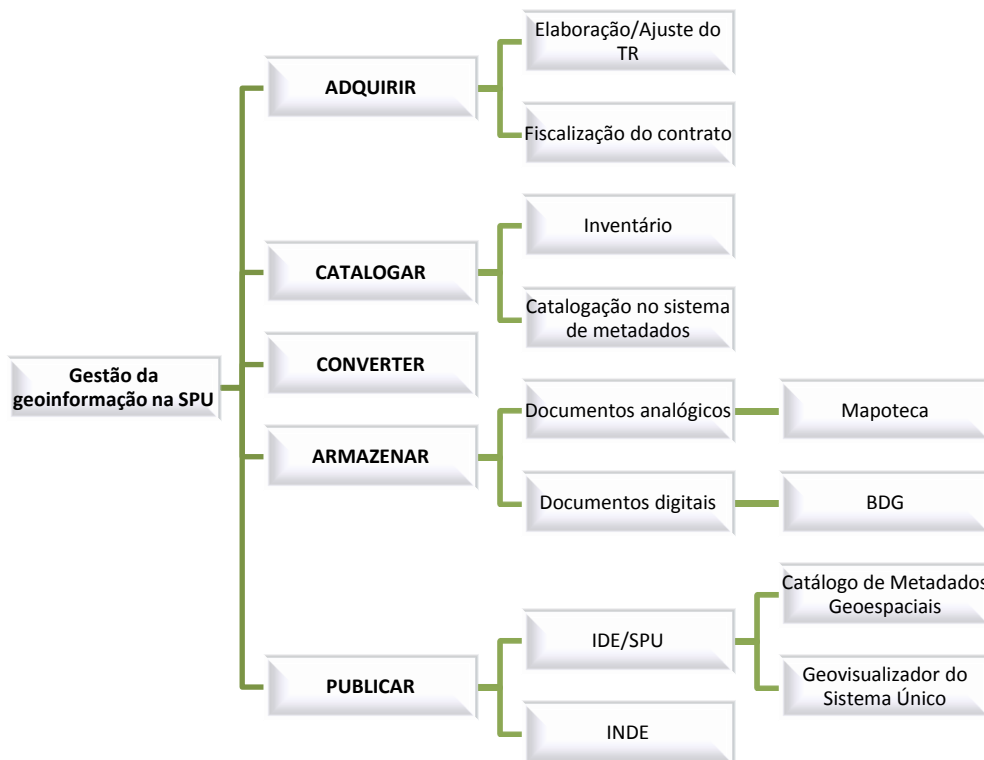 Gestão da
geoinformação na SPU
ADQUIRIR
Elaboração/Ajuste do
TR
Fiscalização do contrato
CATALOGAR
Inventário
Catalogação no sistema
de metadados
CONVERTER
ARMAZENAR
Documentos analógicos
Mapoteca
Documentos digitais
BDG
PUBLICAR
IDE/SPU
Catálogo de Metadados
Geoespaciais
Geovisualizador do
Sistema Único
INDE